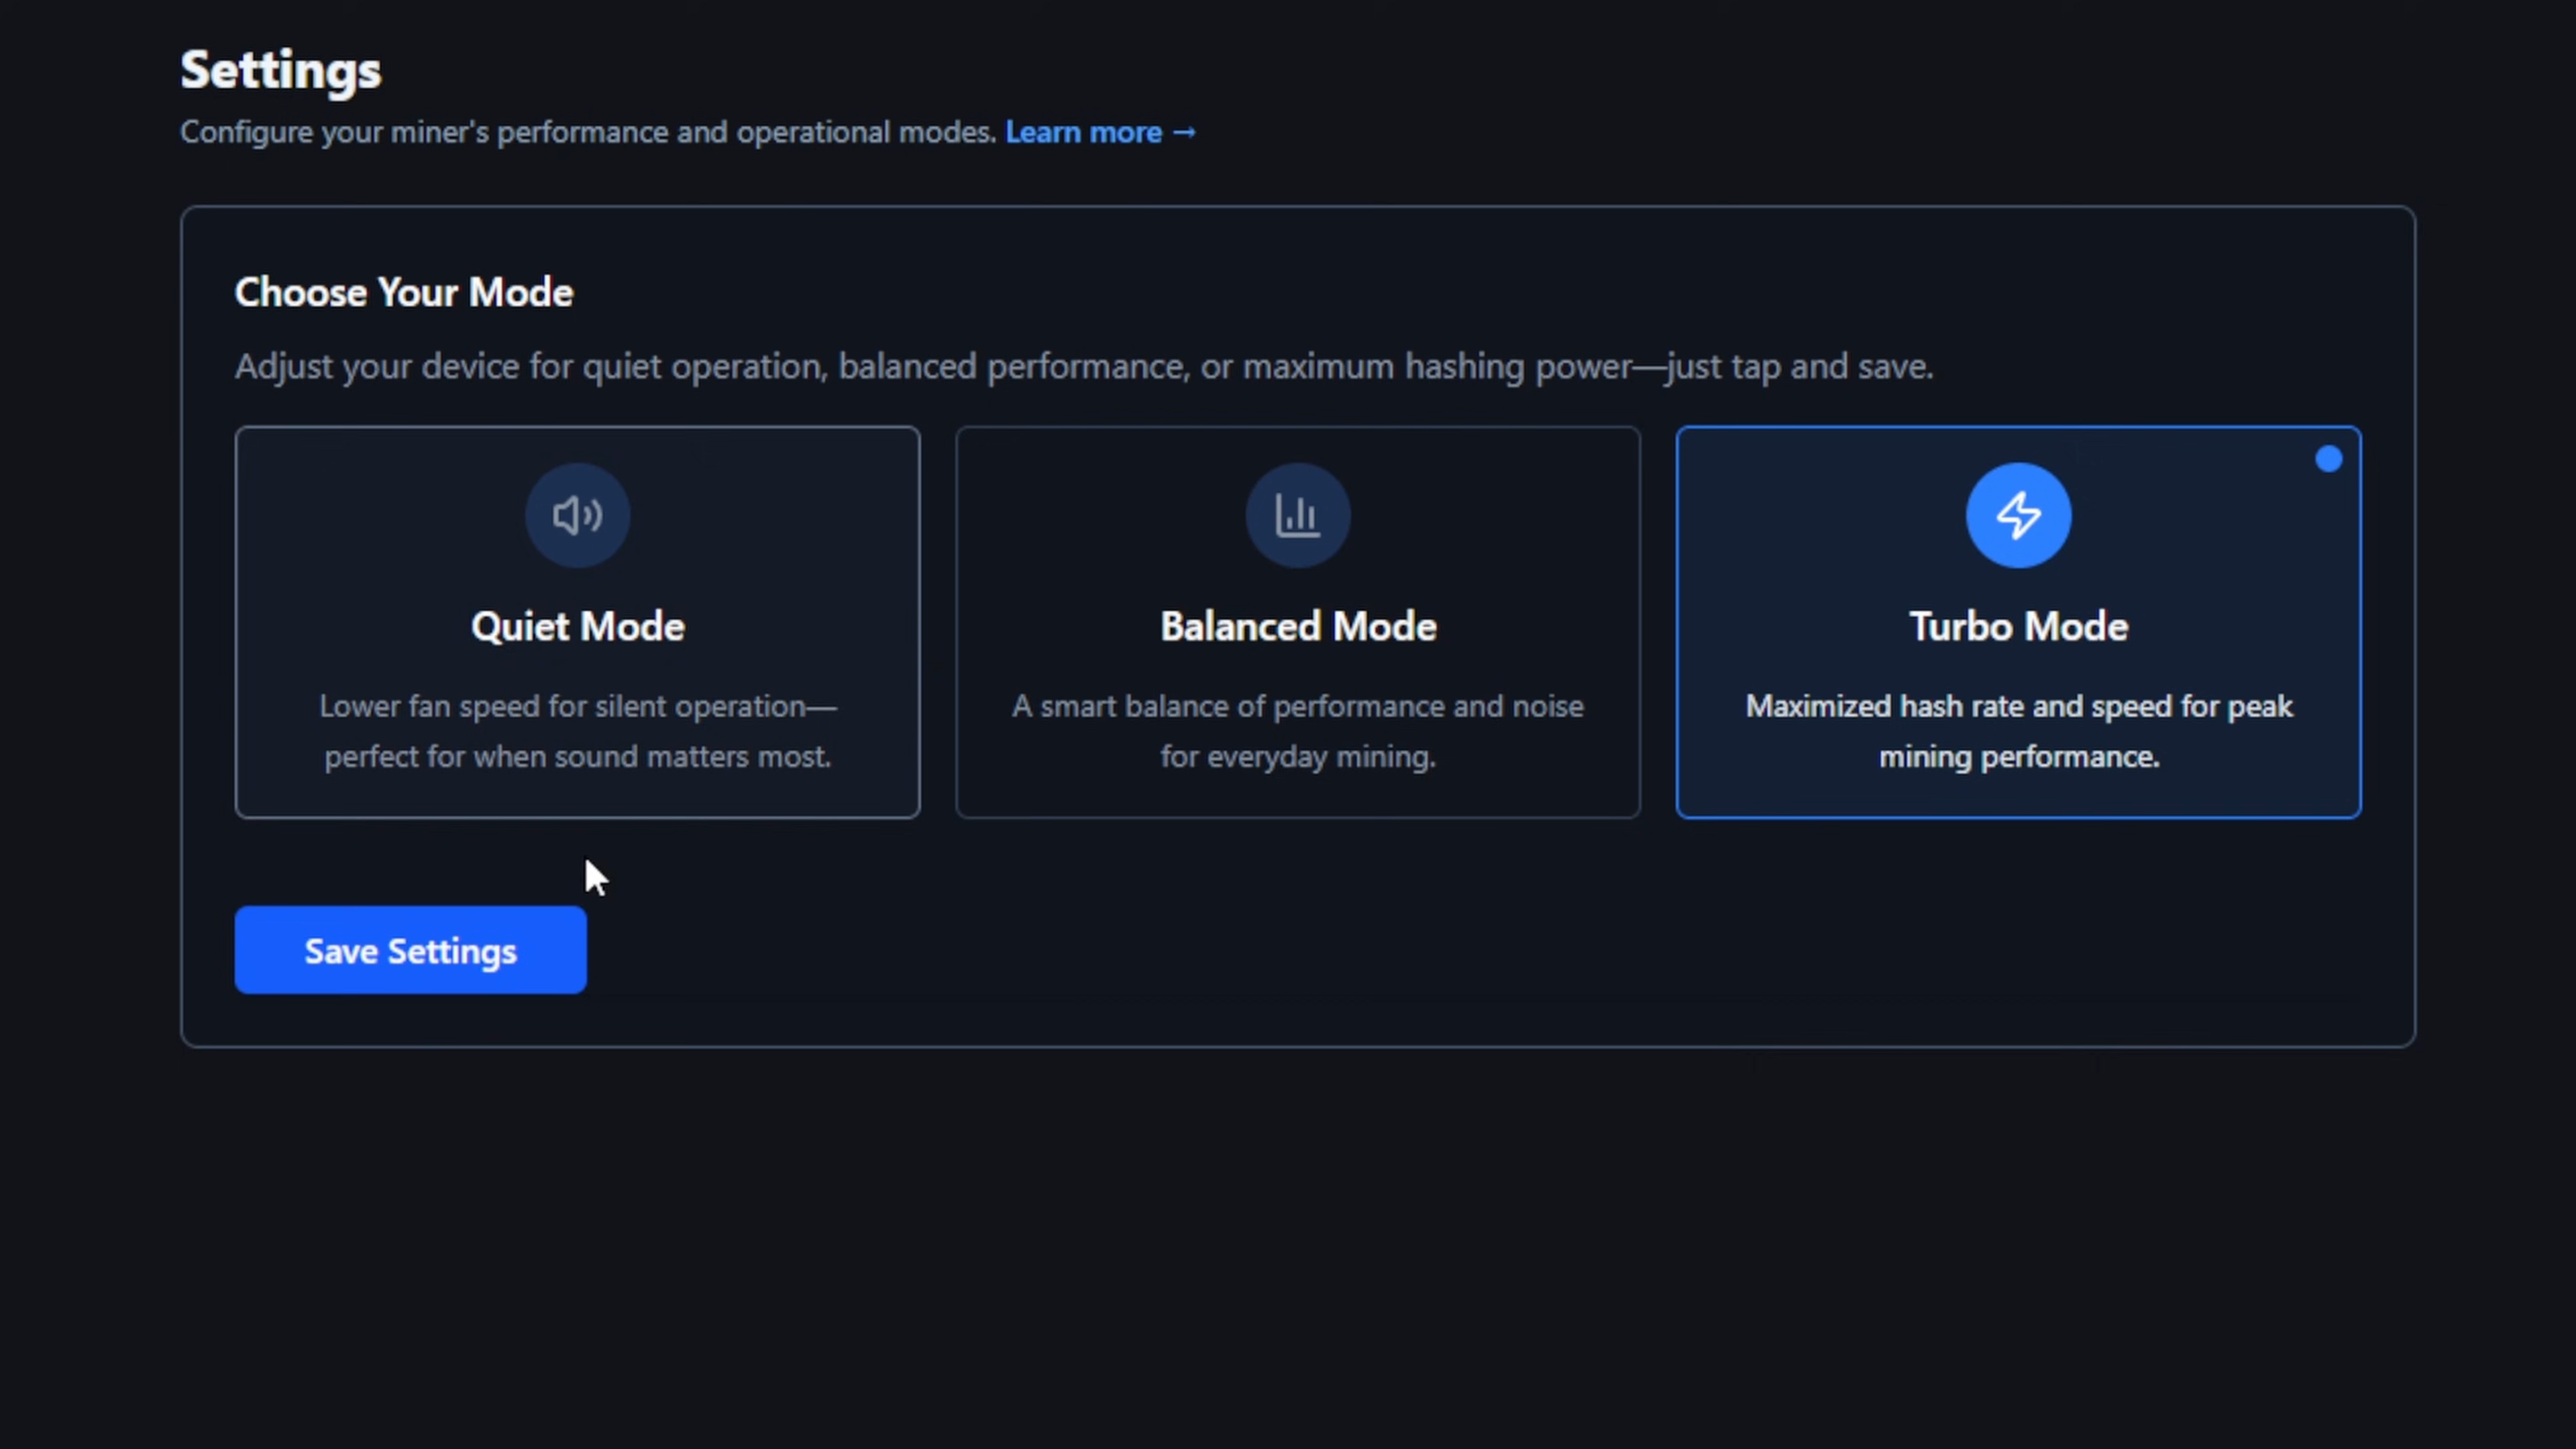 Settings
Configure your miner's performance and operational modes. Learn more →
Choose Your Mode
Adjust your device for quiet operation, balanced performance, or maximum hashing power—just tap and save.
Quiet Mode
Lower fan speed for silent operation—
perfect for when sound matters most.
Balanced Mode
A smart balance of performance and noise
for everyday mining.
Turbo Mode
Maximized hash rate and speed for peak
mining performance.
Save Settings